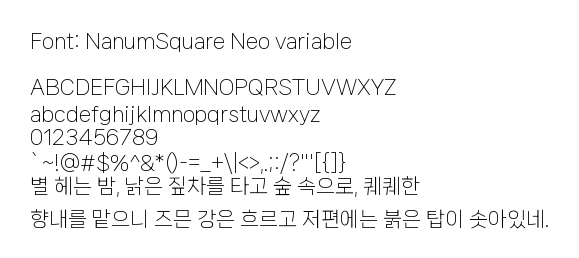 Font: NanumSquare Neo variable
ABCDEFGHIJKLMNOPQRSTUVWXYZ
abcdefghijklmnopqrstuvwxyz
0123456789
`~!@#$%^&*()-=_+\|<>,.;:/?"'[{]}
별 헤는 밤, 낡은 짚차를 타고 숲 속으로, 퀘퀘한
향내를 맡으니 즈믄 강은 흐르고 저편에는 붉은 탑이 솟아있네.